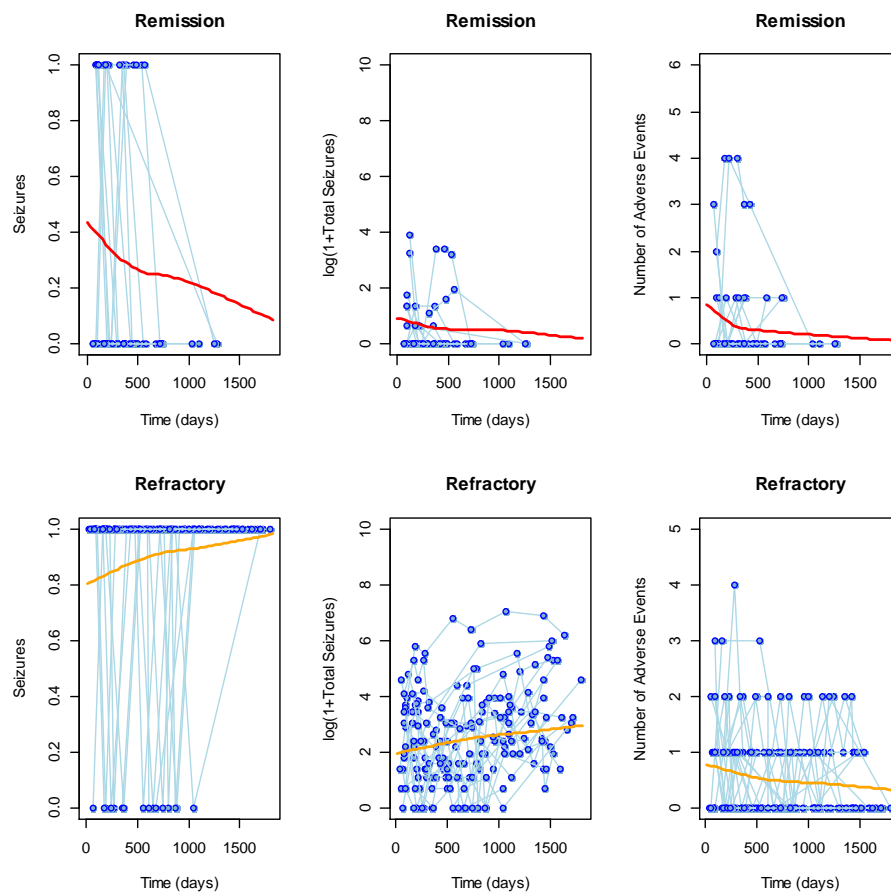 Remission
Seizures
0.0 0.2 0.4 0.6 0.8 1.0
0 500 1000 1500
Time (days)
Remission
log(1+Total Seizures)
0 2 4 6 8 10
0 500 1000 1500
Time (days)
Remission
Number of Adverse Events
0 1 2 3 4 5 6
0 500 1000 1500
Time (days)
Refractory
Seizures
0.0 0.2 0.4 0.6 0.8 1.0
0 500 1000 1500
Time (days)
Refractory
log(1+Total Seizures)
0 2 4 6 8 10
0 500 1000 1500
Time (days)
Refractory
Number of Adverse Events
0 1 2 3 4 5
0 500 1000 1500
Time (days)